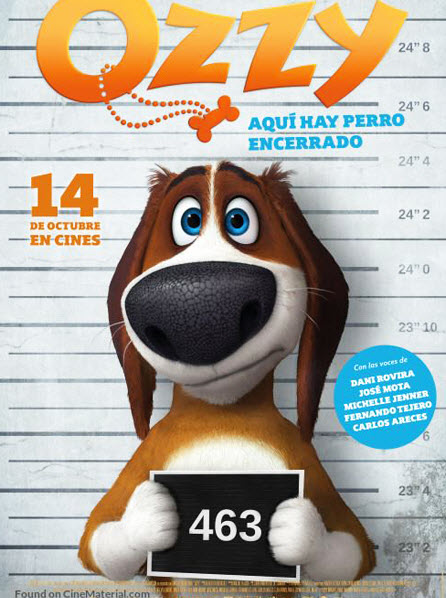 OZZY
AQUÍ HAY PERRO
ENCERRADO
24" 8
24" 6
24" 4
14
DE OCTUBRE
EN CINES
24" 2
24" 0
23" 10
Con las voces de
DANI ROVIRA
JOSÉ MOTA
MICHELLE JENNER
FERNANDO TEJERO
CARLOS ARECES
6
23" 4
463
23" 2
Found on CineMaterial.com